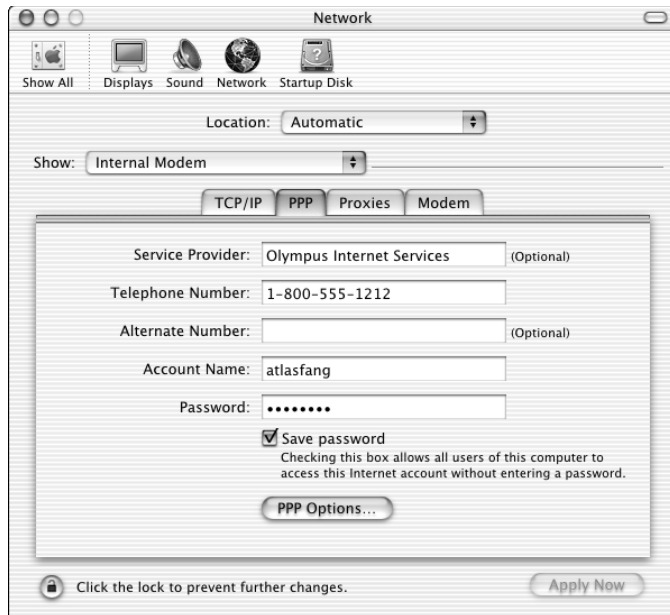 Network
Show All Displays Sound Network Startup Disk
Location: Automatic
Show: Internal Modem
TCP/IP PPP Proxies Modem
Service Provider: Olympus Internet Services (Optional)
Telephone Number: 1-800-555-1212
Alternate Number: (Optional)
Account Name: atlasfang
Password: ••••••••
Save password
Checking this box allows all users of this computer to
access this Internet account without entering a password.
PPP Options...
Click the lock to prevent further changes.
Apply Now